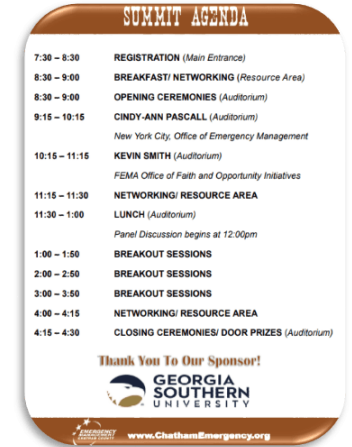 SUMMIT AGENDA
7:30 – 8:30 REGISTRATION (Main Entrance)
8:30 – 9:00 BREAKFAST/ NETWORKING (Resource Area)
8:30 – 9:00 OPENING CEREMONIES (Auditorium)
9:15 – 10:15 CINDY-ANN PASCALL (Auditorium)
New York City, Office of Emergency Management
10:15 – 11:15 KEVIN SMITH (Auditorium)
FEMA Office of Faith and Opportunity Initiatives
11:15 – 11:30 NETWORKING/ RESOURCE AREA
11:30 – 1:00 LUNCH (Auditorium)
Panel Discussion begins at 12:00pm
1:00 – 1:50 BREAKOUT SESSIONS
2:00 – 2:50 BREAKOUT SESSIONS
3:00 – 3:50 BREAKOUT SESSIONS
4:00 – 4:15 NETWORKING/ RESOURCE AREA
4:15 – 4:30 CLOSING CEREMONIES/ DOOR PRIZES (Auditorium)
Thank You To Our Sponsor!
GEORGIA
SOUTHERN
UNIVERSITY
EMERGENCY
MANAGEMENT
CHATHAM COUNTY
www.ChathamEmergency.org